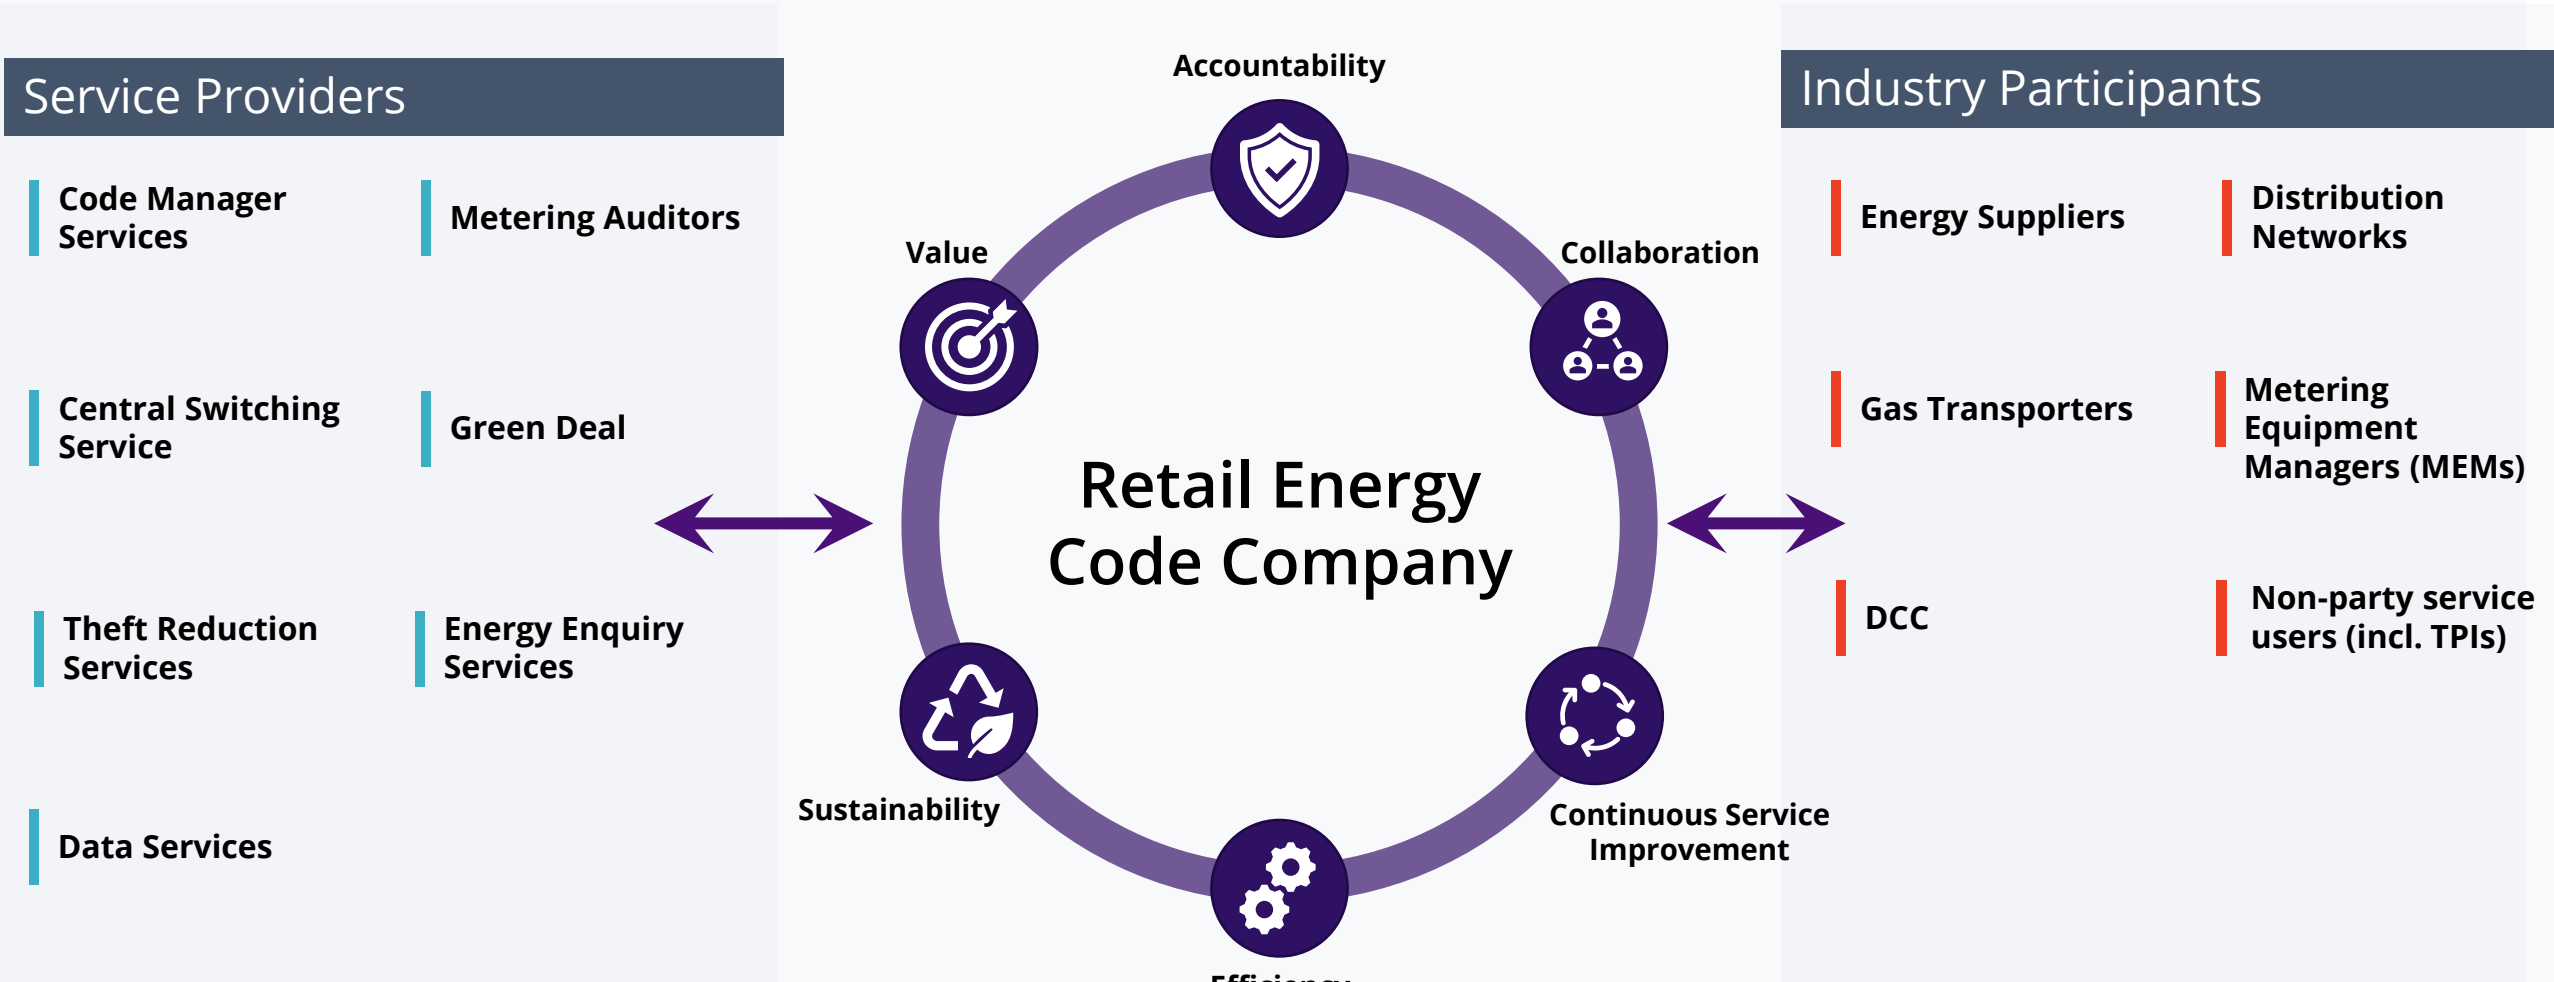 Service Providers
Code Manager
Services
Metering Auditors
Central Switching
Service
Green Deal
Theft Reduction
Services
Energy Enquiry
Services
Data Services
Accountability
Value
Collaboration
Retail Energy
Code Company
Sustainability
Continuous Service
Improvement
Efficiency
Industry Participants
Energy Suppliers
Distribution
Networks
Gas Transporters
Metering
Equipment
Managers (MEMs)
DCC
Non-party service
users (incl. TPIs)